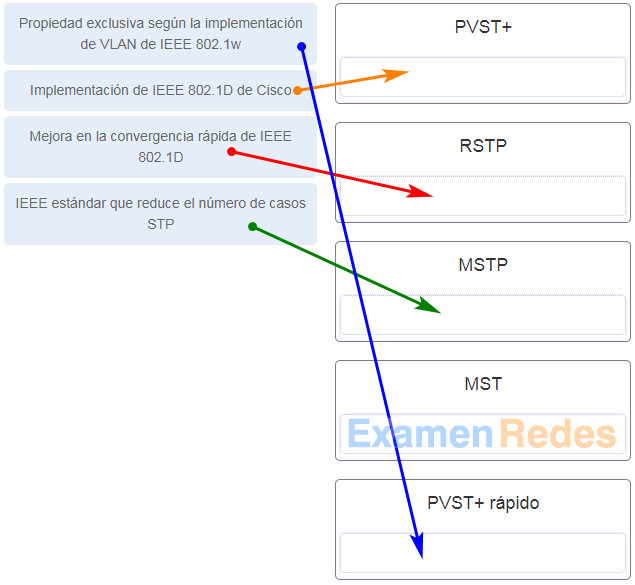 Propiedad exclusiva según la implementación
de VLAN de IEEE 802.1w
Implementación de IEEE 802.1D de Cisco
Mejora en la convergencia rápida de IEEE
802.1D
IEEE estándar que reduce el número de casos
STP
PVST+
RSTP
MSTP
MST
ExamenRedes
PVST+ rápido